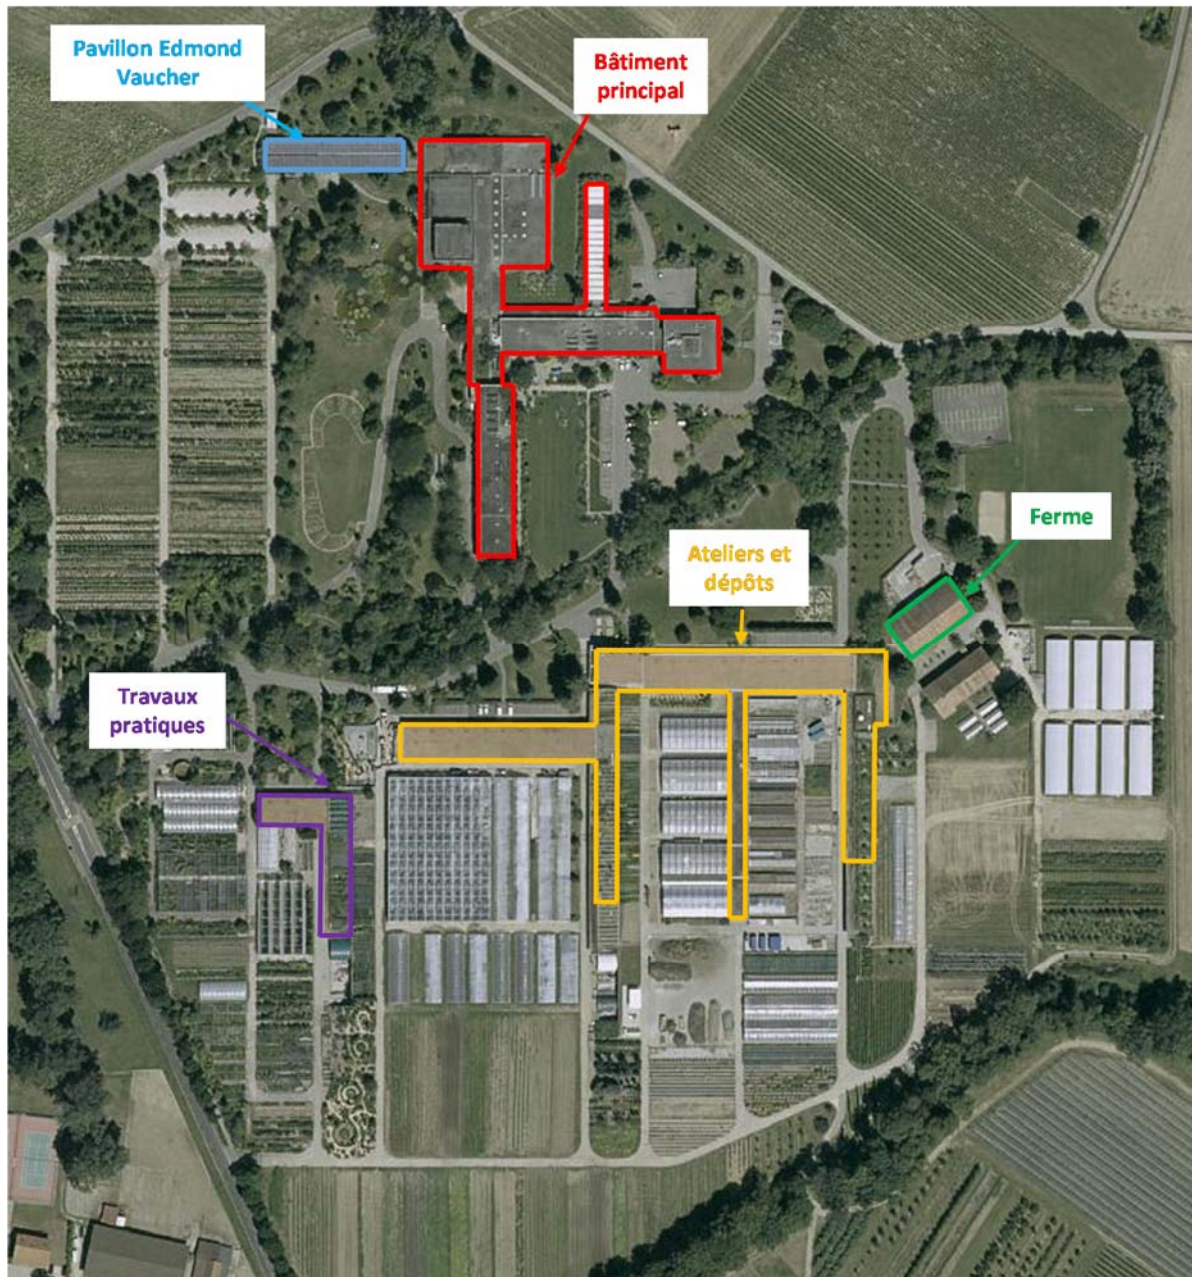 Pavillon Edmond
Vaucher
Bâtiment
principal
Ferme
Ateliers et
dépôts
Travaux
pratiques